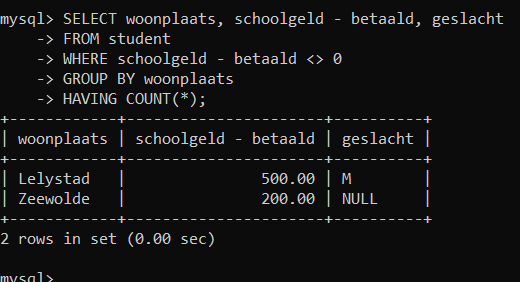 mysql> SELECT woonplaats, schoolgeld - betaald, geslacht
    -> FROM student
    -> WHERE schoolgeld - betaald <> 0
    -> GROUP BY woonplaats
    -> HAVING COUNT(*);
+------------+----------------------+----------+
| woonplaats | schoolgeld - betaald | geslacht |
+------------+----------------------+----------+
| Lelystad   |               500.00 | M        |
| Zeewolde   |               200.00 | NULL     |
+------------+----------------------+----------+
2 rows in set (0.00 sec)

mysql>